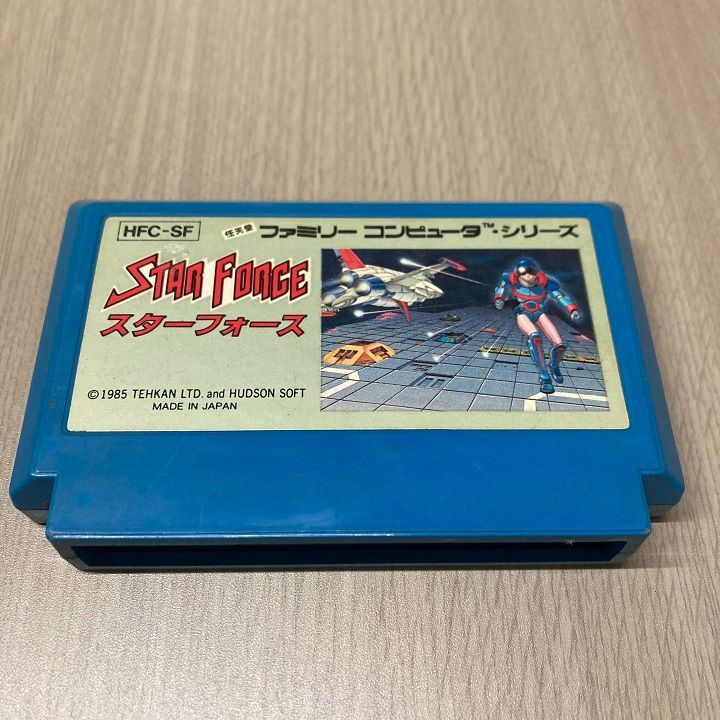 HFC-SF
任天堂 ファミリー コンピュータ™・シリーズ
STAR FORCE
スターフォース
©1985 TEHKAN LTD. and HUDSON SOFT
MADE IN JAPAN